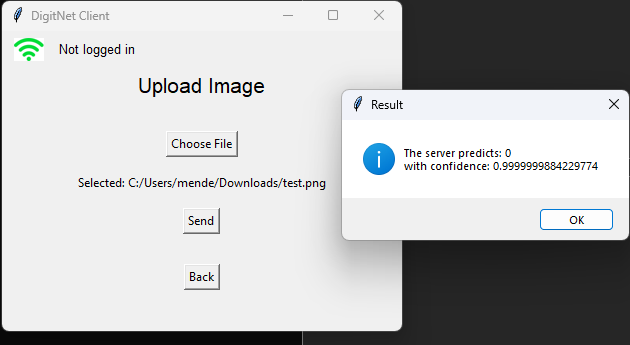 DigitNet Client
Not logged in
Upload Image
Choose File
Selected: C:/Users/mende/Downloads/test.png
Send
Back
Result
The server predicts: 0
with confidence: 0.9999999884229774
OK